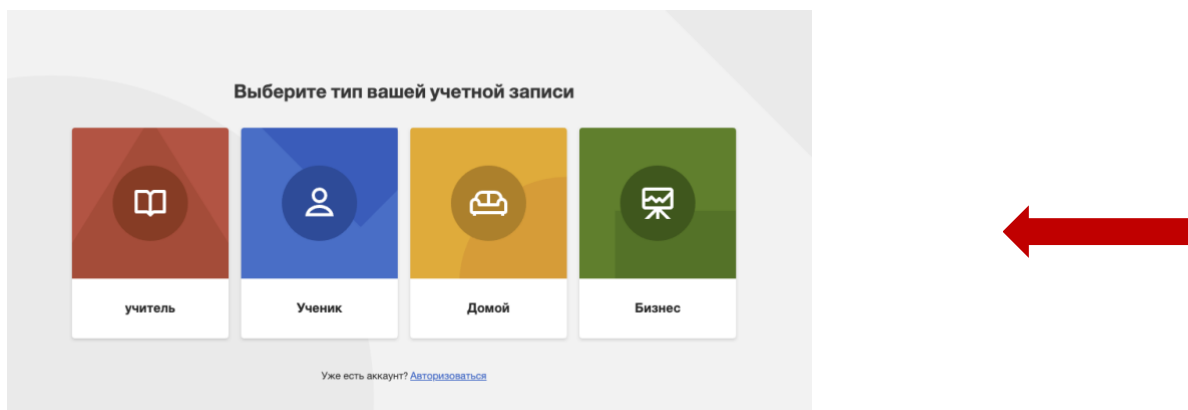 Выберите тип вашей учетной записи
учитель
Ученик
Домой
Бизнес
Уже есть аккаунт? Авторизоваться